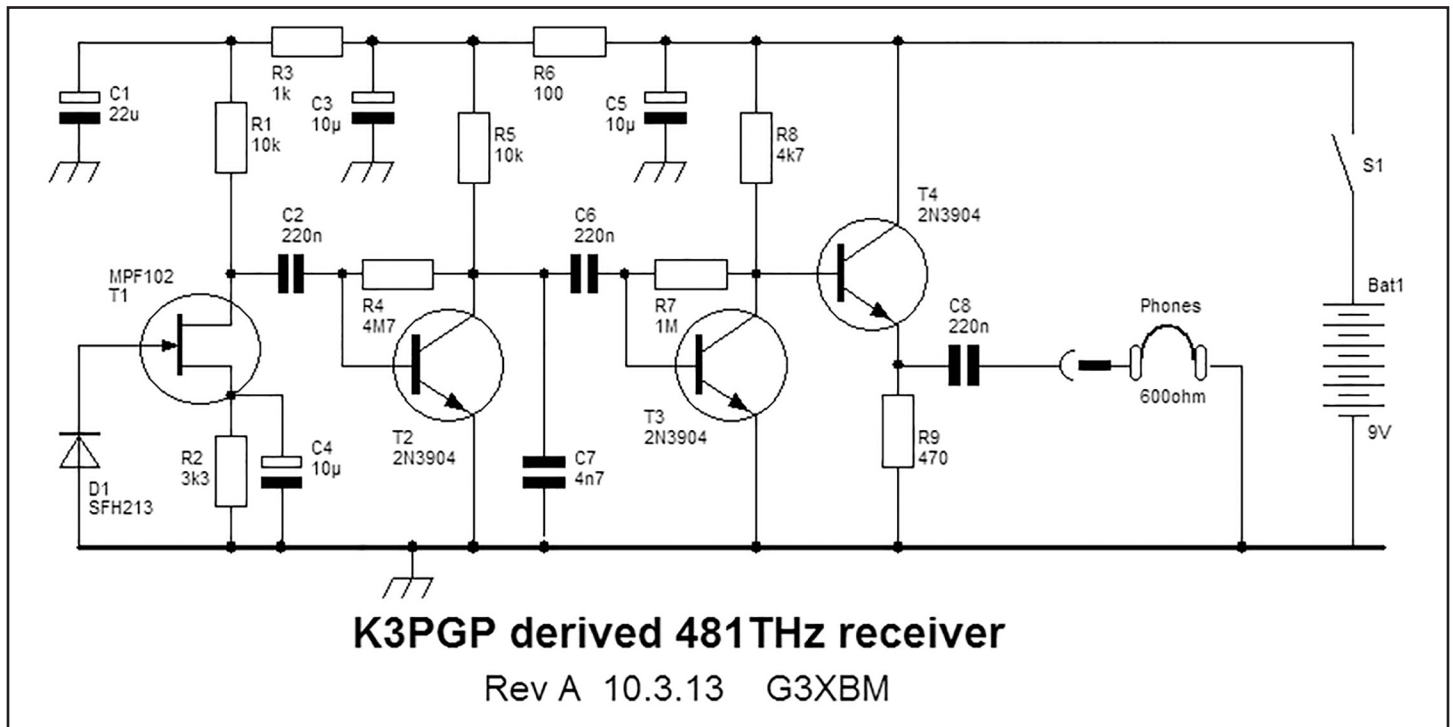 R3
1k
R6
100
C1
22u
C3
10µ
C5
10µ
R1
10k
R5
10k
R8
4k7
S1
T4
2N3904
C2
220n
C6
220n
MPF102
T1
R4
4M7
R7
1M
C8
220n
Phones
Bat1
600ohm
9V
T2
2N3904
T3
2N3904
R9
470
R2
3k3
C4
10µ
C7
4n7
D1
SFH213
K3PGP derived 481THz receiver
Rev A 10.3.13 G3XBM